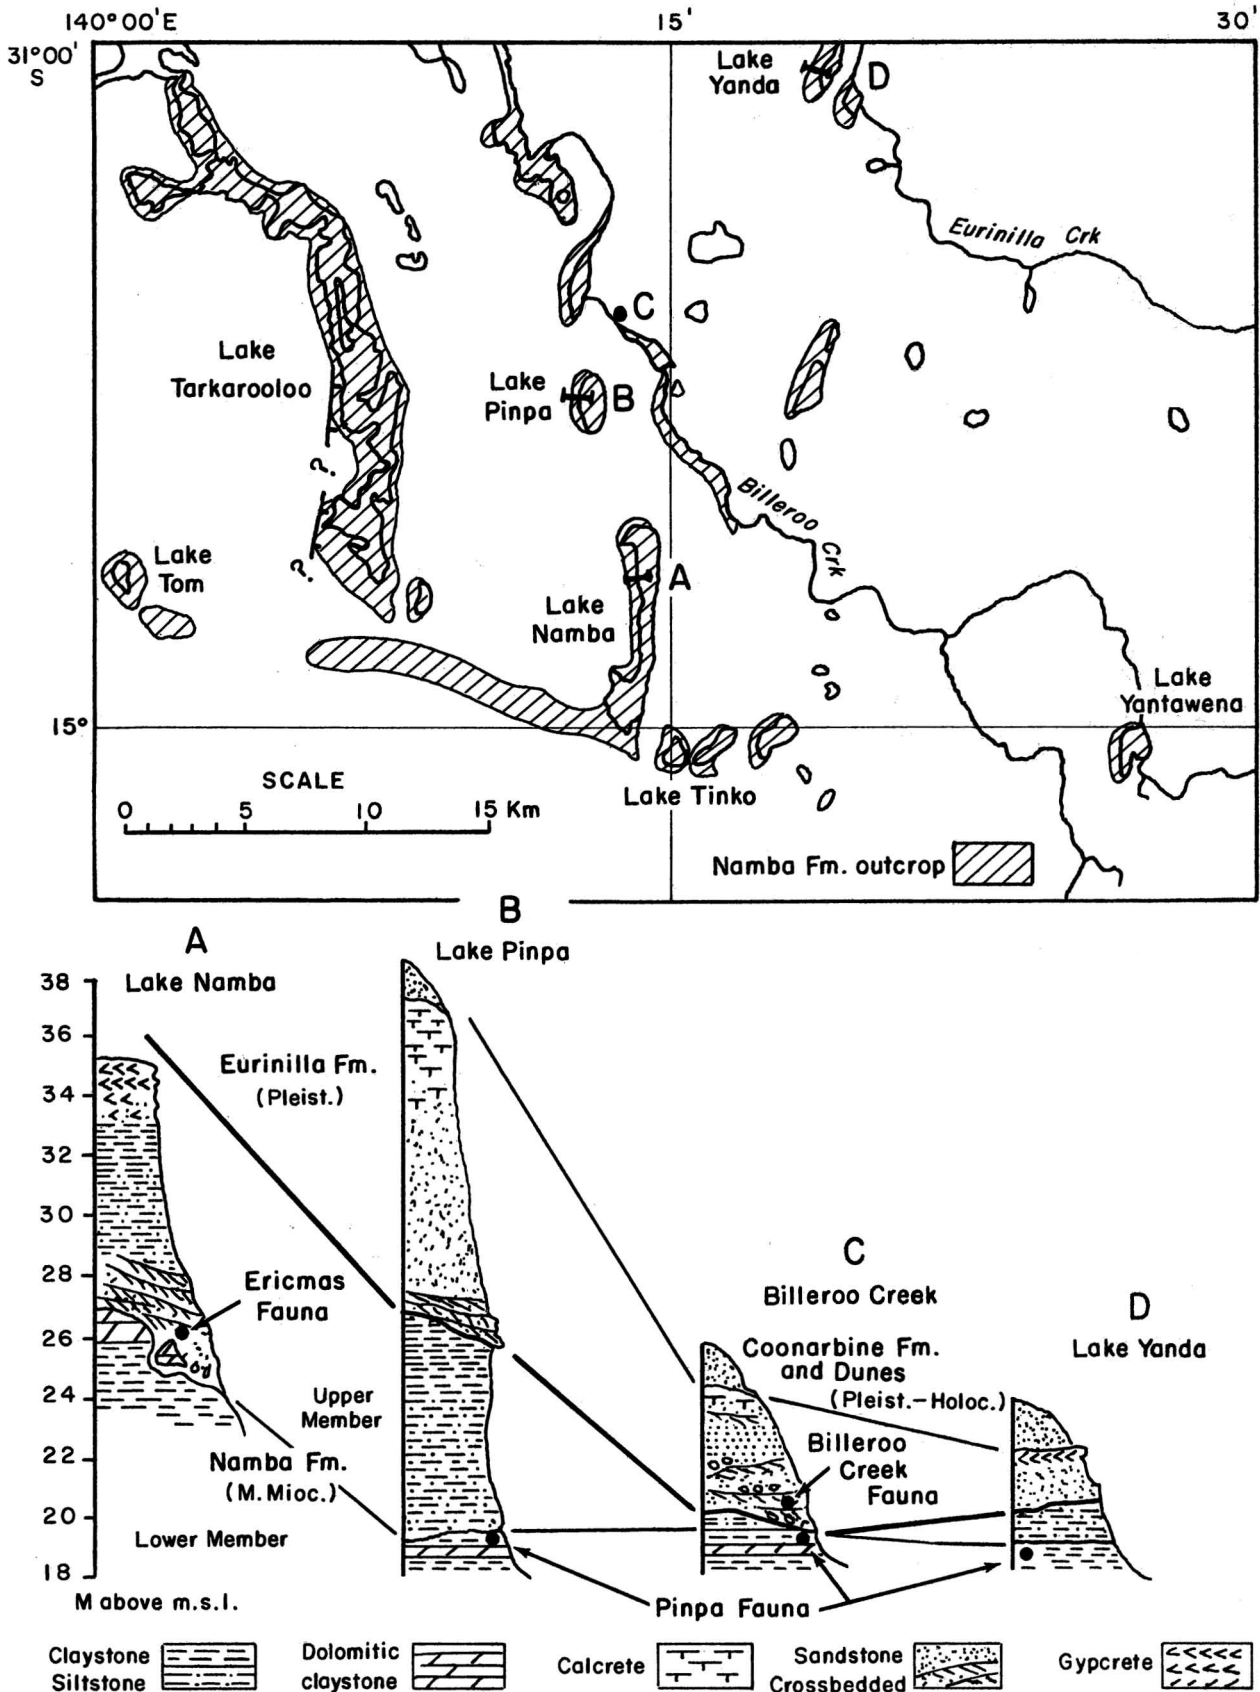 140°00'E
15'
30'
31°00'
S
Lake
Yanda
D
Eurinilla Crk
C
Lake
Tarkarooloo
Lake
Pinpa
B
?
Billeroo
Crk
Lake
Tom
?
A
Lake
Namba
Lake
Yantawena
15°
SCALE
0 5 10 15 Km
Lake Tinko
Namba Fm. outcrop
A
Lake Namba
B
Lake Pinpa
38
36
34
32
30
28
26
24
22
20
18
M above m.s.l.
Eurinilla Fm.
(Pleist.)
Ericmas
Fauna
Upper
Member
Namba Fm.
(M. Mioc.)
Lower Member
C
Billeroo Creek
Coonarbine Fm.
and Dunes
(Pleist.-Holoc.)
Billeroo
Creek
Fauna
D
Lake Yanda
Pinpa Fauna
Claystone
Siltstone
Dolomitic
claystone
Calcrete
Sandstone
Crossbedded
Gypcrete